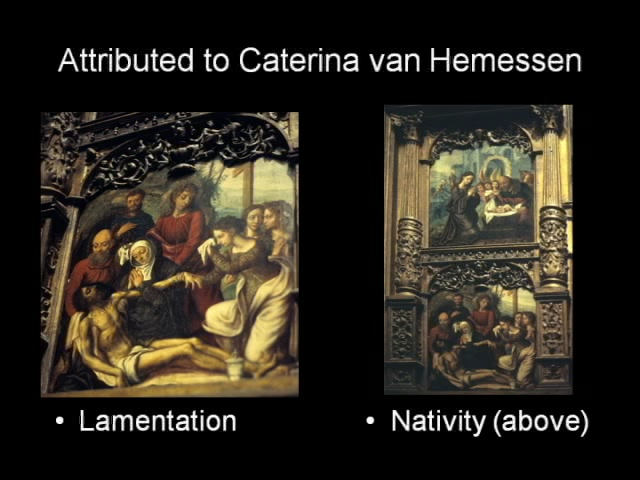 Attributed to Caterina van Hemessen
• Lamentation
• Nativity (above)